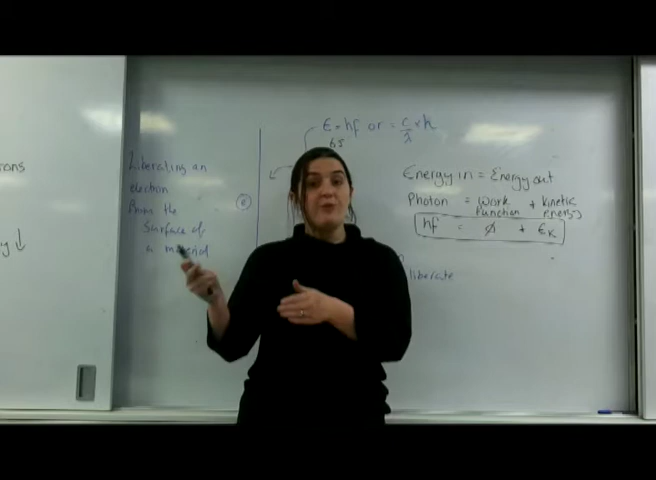 ons
y ↓
Liberating an
electron
from the
surface of
a material
e
E = hf or = c/λ × h
Energy in = Energy out
Photon = work function + kinetic energy
hf = φ + EK
liberate